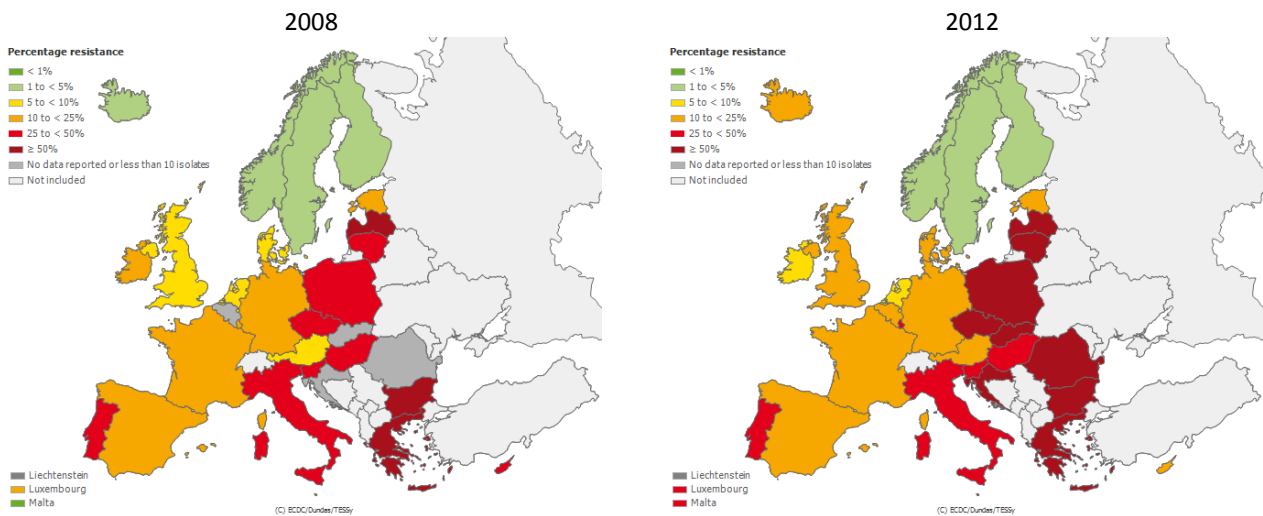 2008
Percentage resistance
< 1%
1 to < 5%
5 to < 10%
10 to < 25%
25 to < 50%
≥ 50%
No data reported or less than 10 isolates
Not included
Liechtenstein
Luxembourg
Malta
(C) ECDC/Dundas/TESSy
2012
Percentage resistance
< 1%
1 to < 5%
5 to < 10%
10 to < 25%
25 to < 50%
≥ 50%
No data reported or less than 10 isolates
Not included
Liechtenstein
Luxembourg
Malta
(C) ECDC/Dundas/TESSy